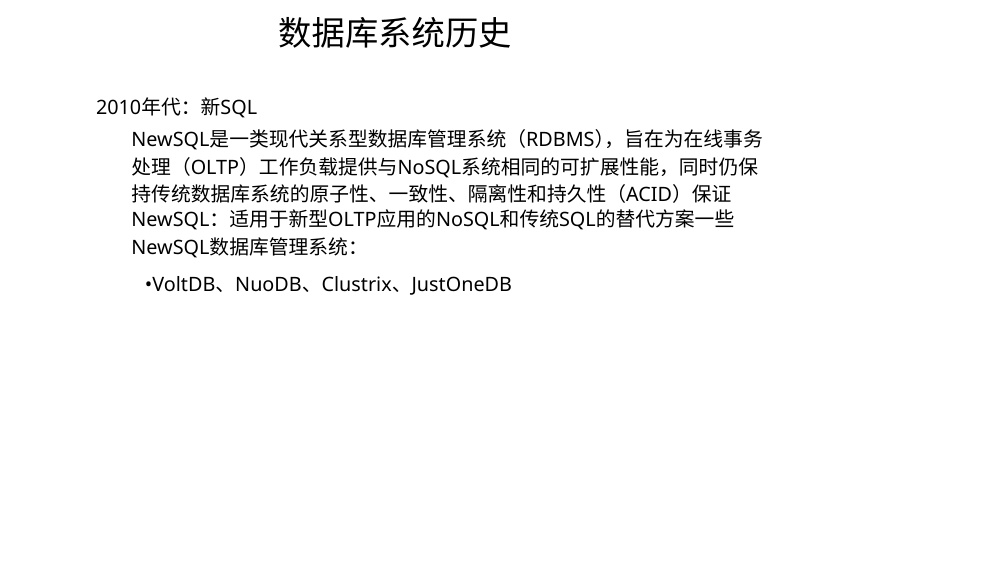 数据库系统历史
2010年代：新SQL
NewSQL是一类现代关系型数据库管理系统（RDBMS），旨在为在线事务
处理（OLTP）工作负载提供与NoSQL系统相同的可扩展性能，同时仍保
持传统数据库系统的原子性、一致性、隔离性和持久性（ACID）保证
NewSQL：适用于新型OLTP应用的NoSQL和传统SQL的替代方案一些
NewSQL数据库管理系统：
•VoltDB、NuoDB、Clustrix、JustOneDB